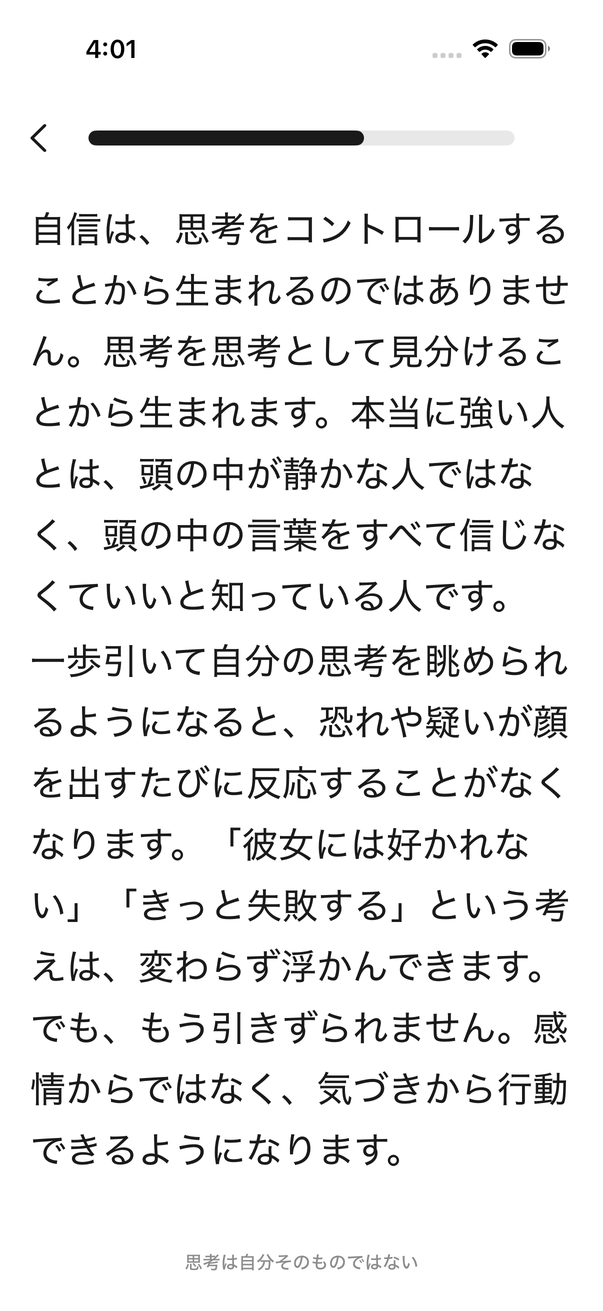 4:01
自信は、思考をコントロールする
ことから生まれるのではありませ
ん。思考を思考として見分けるこ
とから生まれます。本当に強い人
とは、頭の中が静かな人ではな
く、頭の中の言葉をすべて信じな
くていいと知っている人です。
一歩引いて自分の思考を眺められ
るようになると、恐れや疑いが顔
を出すたびに反応することがなく
なります。「彼女には好かれな
い」「きっと失敗する」という考
えは、変わらず浮かんできます。
でも、もう引きずられません。感
情からではなく、気づきから行動
できるようになります。
思考は自分そのものではない